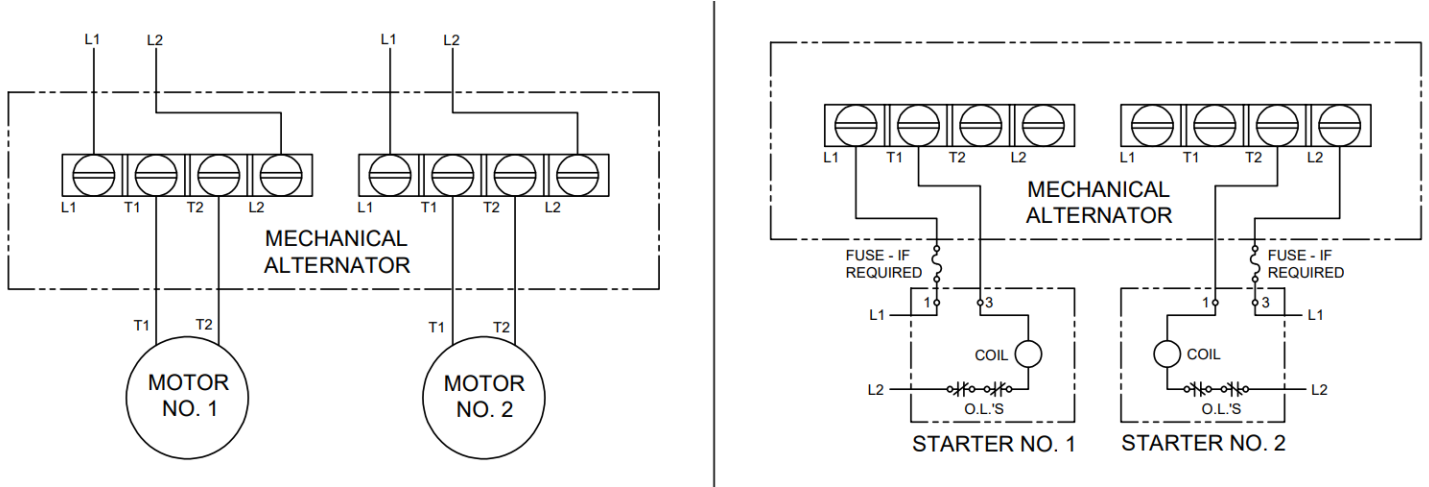 L1 L2 L1 L2
L1 T1 T2 L2 L1 T1 T2 L2
MECHANICAL
ALTERNATOR
T1 T2 T1 T2
MOTOR
NO. 1
MOTOR
NO. 2
L1 T1 T2 L2 L1 T1 T2 L2
MECHANICAL
ALTERNATOR
FUSE - IF
REQUIRED
FUSE - IF
REQUIRED
1 3 1 3
L1 L1
COIL COIL
L2 L2
O.L.'S O.L.'S
STARTER NO. 1 STARTER NO. 2